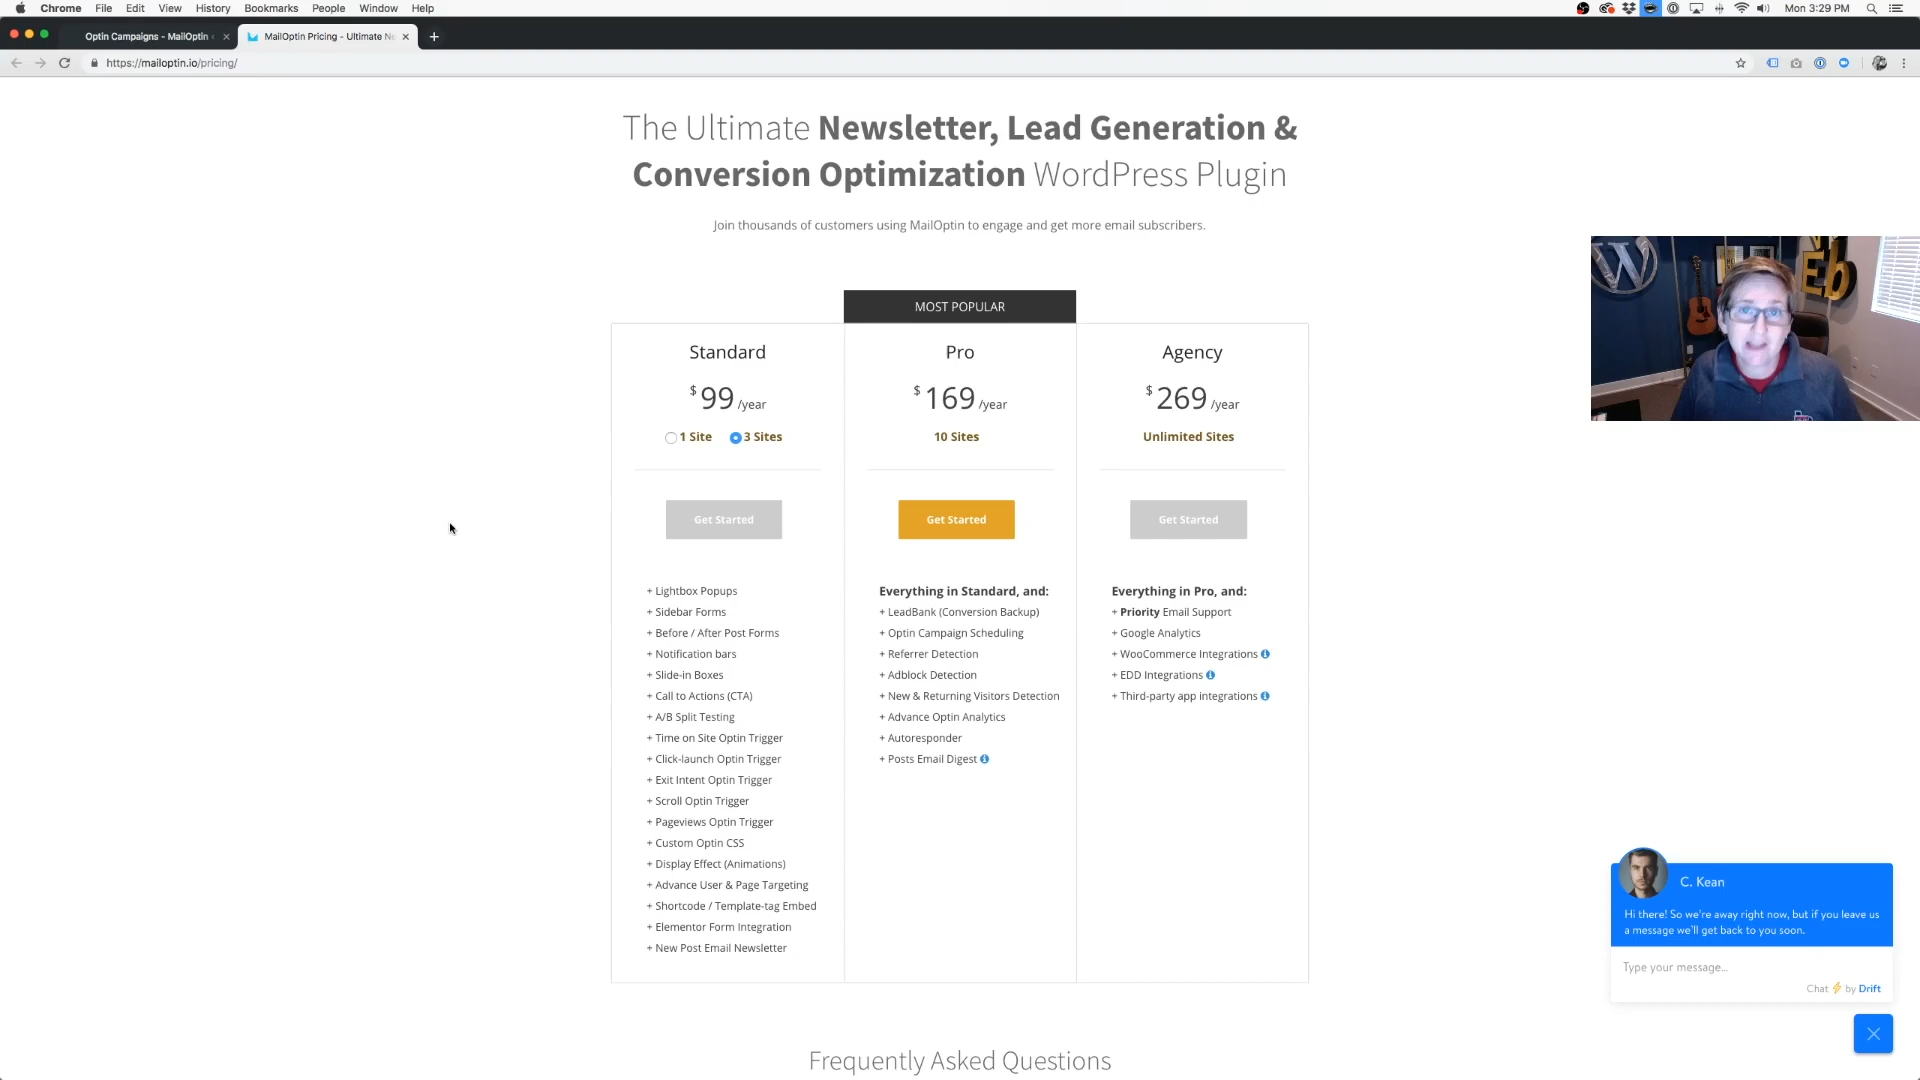 Chrome File Edit View History Bookmarks People Window Help Mon 3:29 PM
Optin Campaigns - MailOptin
MailOptin Pricing - Ultimate N
https://mailoptin.io/pricing/
The Ultimate Newsletter, Lead Generation &
Conversion Optimization WordPress Plugin
Join thousands of customers using MailOptin to engage and get more email subscribers.
MOST POPULAR
Standard
$99/year
1 Site 3 Sites
Get Started
+ Lightbox Popups
+ Sidebar Forms
+ Before / After Post Forms
+ Notification bars
+ Slide-in Boxes
+ Call to Actions (CTA)
+ A/B Split Testing
+ Time on Site Optin Trigger
+ Click-launch Optin Trigger
+ Exit Intent Optin Trigger
+ Scroll Optin Trigger
+ Pageviews Optin Trigger
+ Custom Optin CSS
+ Display Effect (Animations)
+ Advance User & Page Targeting
+ Shortcode / Template-tag Embed
+ Elementor Form Integration
+ New Post Email Newsletter
Pro
$169/year
10 Sites
Get Started
Everything in Standard, and:
+ LeadBank (Conversion Backup)
+ Optin Campaign Scheduling
+ Referrer Detection
+ Adblock Detection
+ New & Returning Visitors Detection
+ Advance Optin Analytics
+ Autoresponder
+ Posts Email Digest
Agency
$269/year
Unlimited Sites
Get Started
Everything in Pro, and:
+ Priority Email Support
+ Google Analytics
+ WooCommerce Integrations
+ EDD Integrations
+ Third-party app integrations
W
Eb
C. Kean
Hi there! So we're away right now, but if you leave us
a message we'll get back to you soon.
Type your message...
Chat by Drift
Frequently Asked Questions